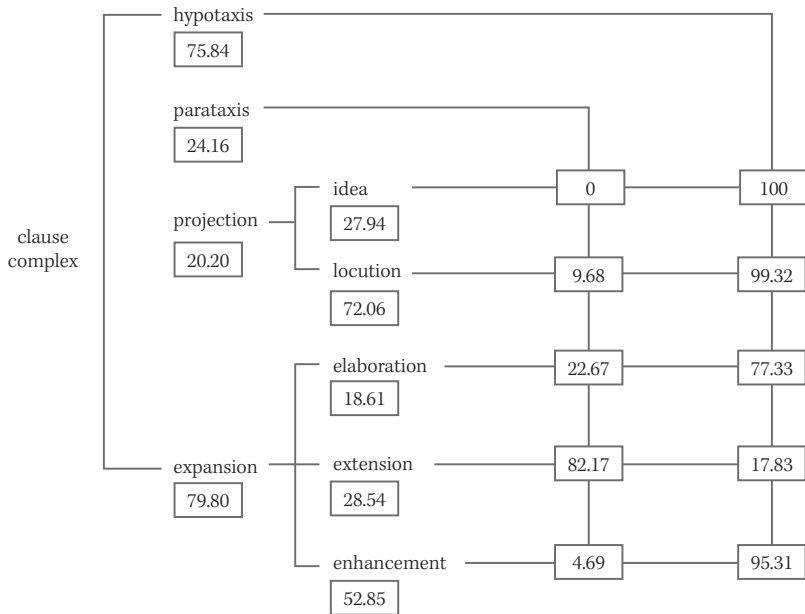 hypotaxis
75.84
parataxis
24.16
idea
0
100
27.94
projection
20.20
clause
complex
locution
9.68
99.32
72.06
elaboration
22.67
77.33
18.61
expansion
79.80
extension
82.17
17.83
28.54
enhancement
4.69
95.31
52.85